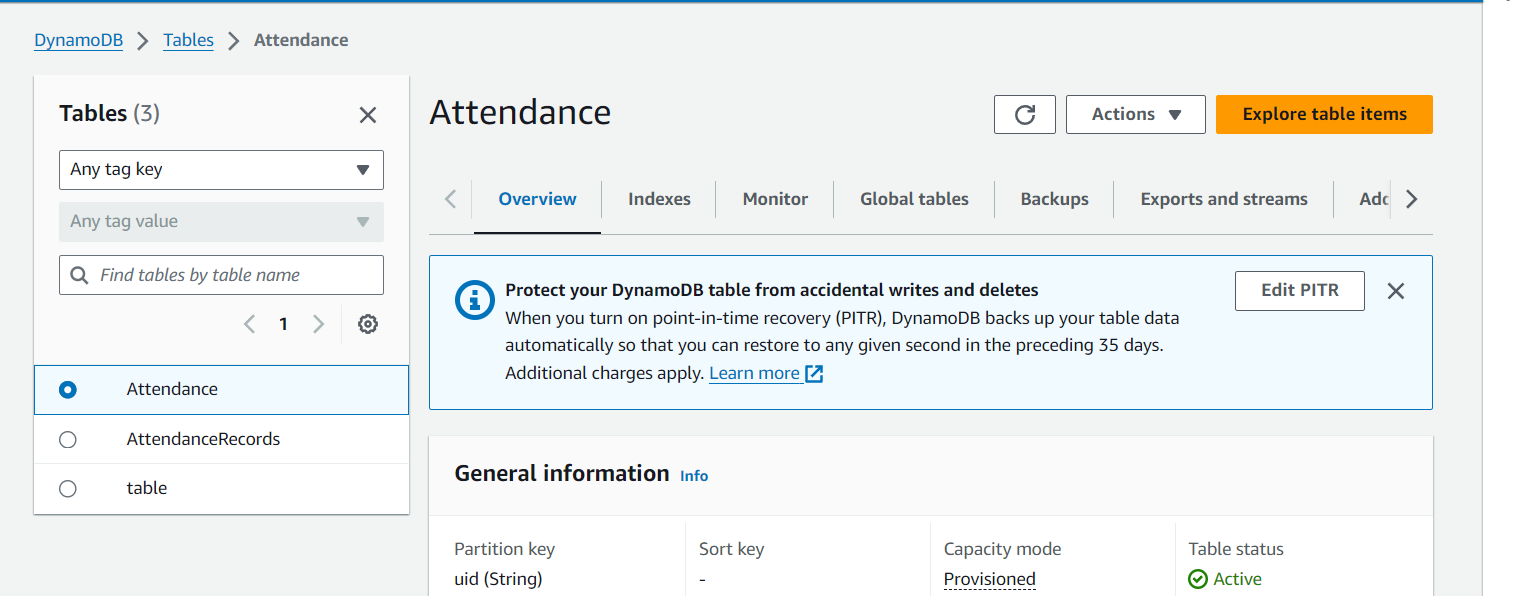 DynamoDB > Tables > Attendance
Tables (3)
Any tag key
Any tag value
Find tables by table name
1
Attendance
AttendanceRecords
table
Attendance
Actions
Explore table items
Overview
Indexes
Monitor
Global tables
Backups
Exports and streams
Protect your DynamoDB table from accidental writes and deletes
When you turn on point-in-time recovery (PITR), DynamoDB backs up your table data
automatically so that you can restore to any given second in the preceding 35 days.
Additional charges apply. Learn more
Edit PITR
General information Info
Partition key
uid (String)
Sort key
-
Capacity mode
Provisioned
Table status
Active